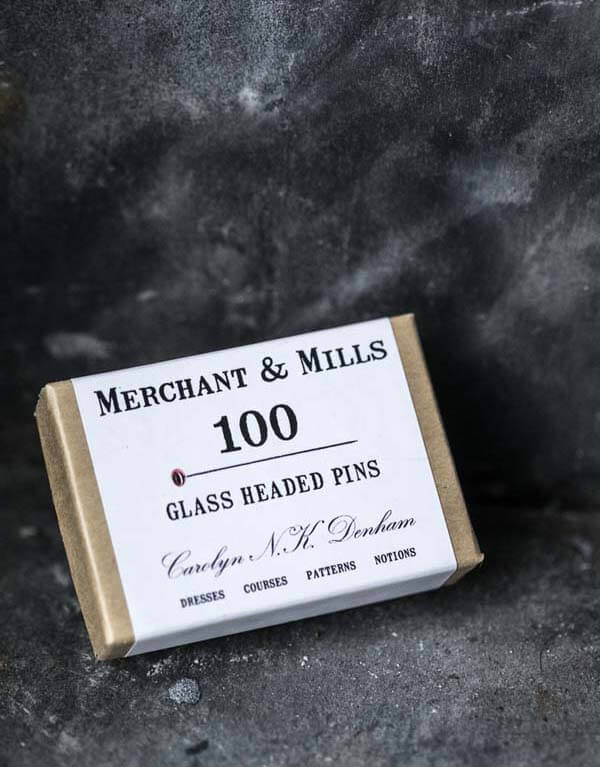 MERCHANT & MILLS
100
GLASS HEADED PINS
Carolyn N.K. Denham
DRESSES COURSES PATTERNS NOTIONS